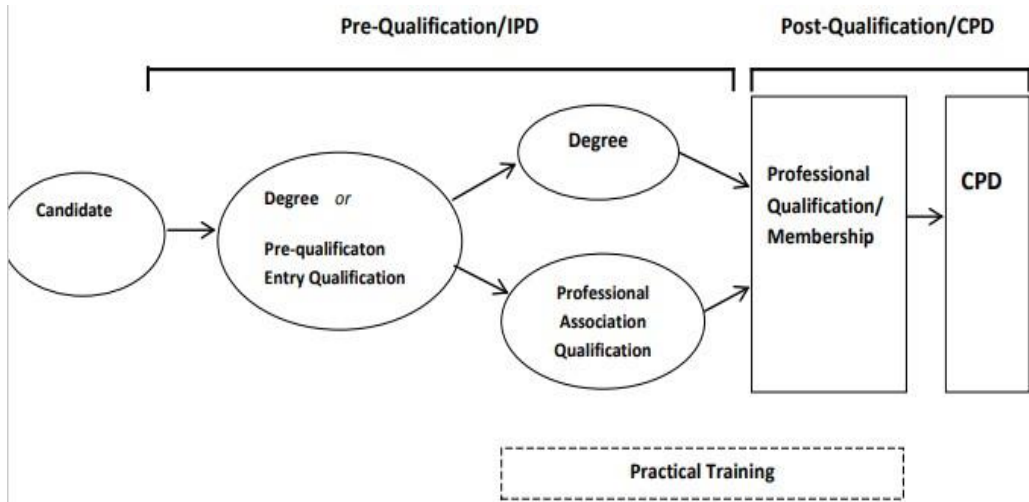 Pre-Qualification/IPD
Post-Qualification/CPD
Candidate
Degree or
Pre-qualificaton
Entry Qualification
Degree
Professional
Association
Qualification
Professional
Qualification/
Membership
CPD
Practical Training